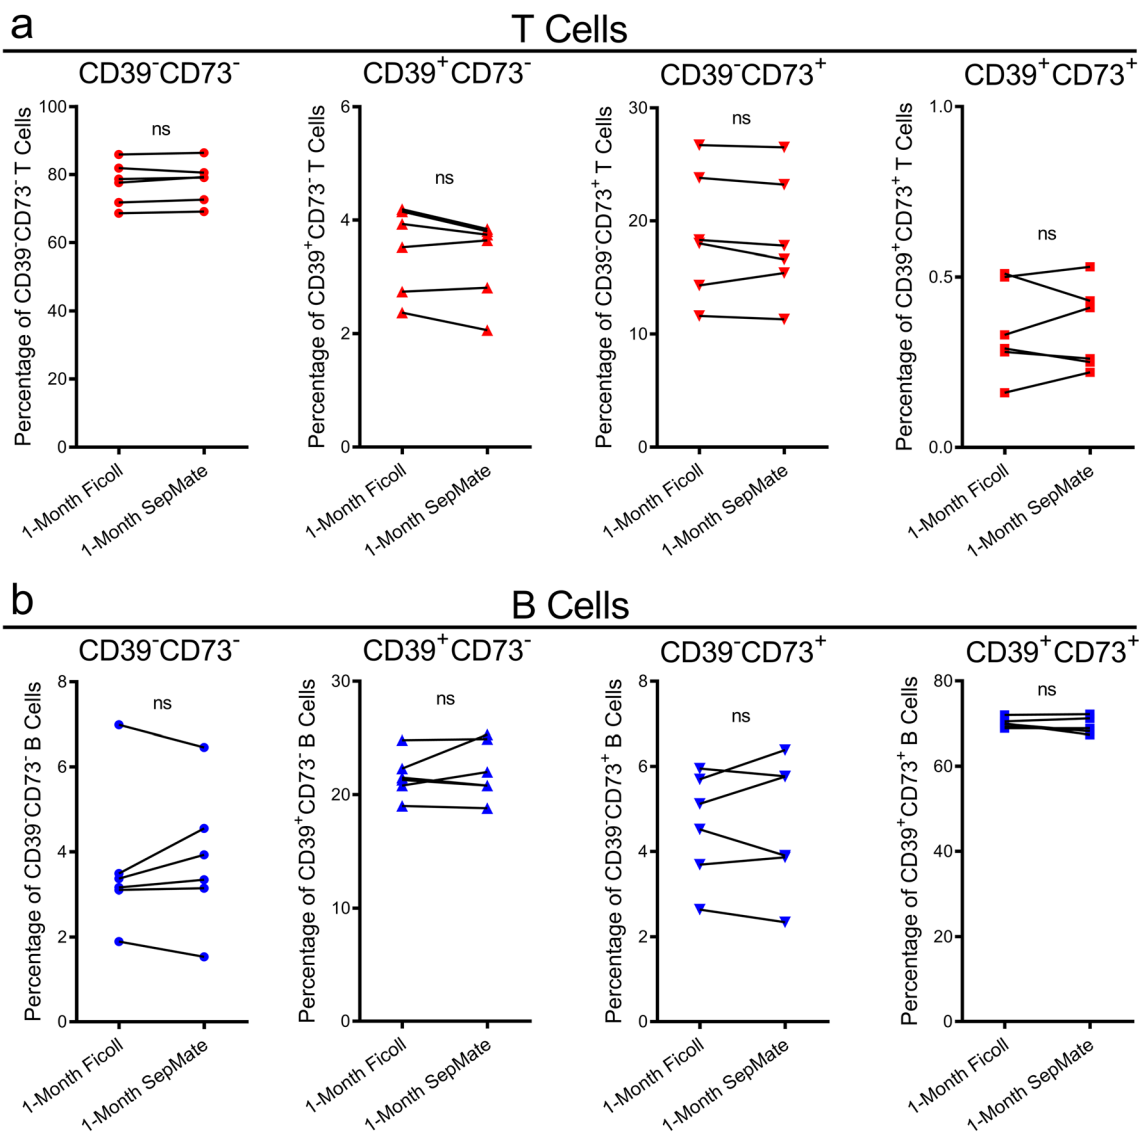 a
T Cells
CD39⁻CD73⁻
CD39⁺CD73⁻
CD39⁻CD73⁺
CD39⁺CD73⁺
Percentage of CD39⁻CD73⁻ T Cells
100
80
60
40
20
0
ns
1-Month Ficoll
1-Month SepMate
Percentage of CD39⁺CD73⁻ T Cells
6
4
2
0
ns
1-Month Ficoll
1-Month SepMate
Percentage of CD39⁻CD73⁺ T Cells
30
20
10
0
ns
1-Month Ficoll
1-Month SepMate
Percentage of CD39⁺CD73⁺ T Cells
1.0
0.5
0.0
ns
1-Month Ficoll
1-Month SepMate
b
B Cells
CD39⁻CD73⁻
CD39⁺CD73⁻
CD39⁻CD73⁺
CD39⁺CD73⁺
Percentage of CD39⁻CD73⁻ B Cells
8
6
4
2
0
ns
1-Month Ficoll
1-Month SepMate
Percentage of CD39⁺CD73⁻ B Cells
30
20
10
0
ns
1-Month Ficoll
1-Month SepMate
Percentage of CD39⁻CD73⁺ B Cells
8
6
4
2
0
ns
1-Month Ficoll
1-Month SepMate
Percentage of CD39⁺CD73⁺ B Cells
80
60
40
20
0
ns
1-Month Ficoll
1-Month SepMate